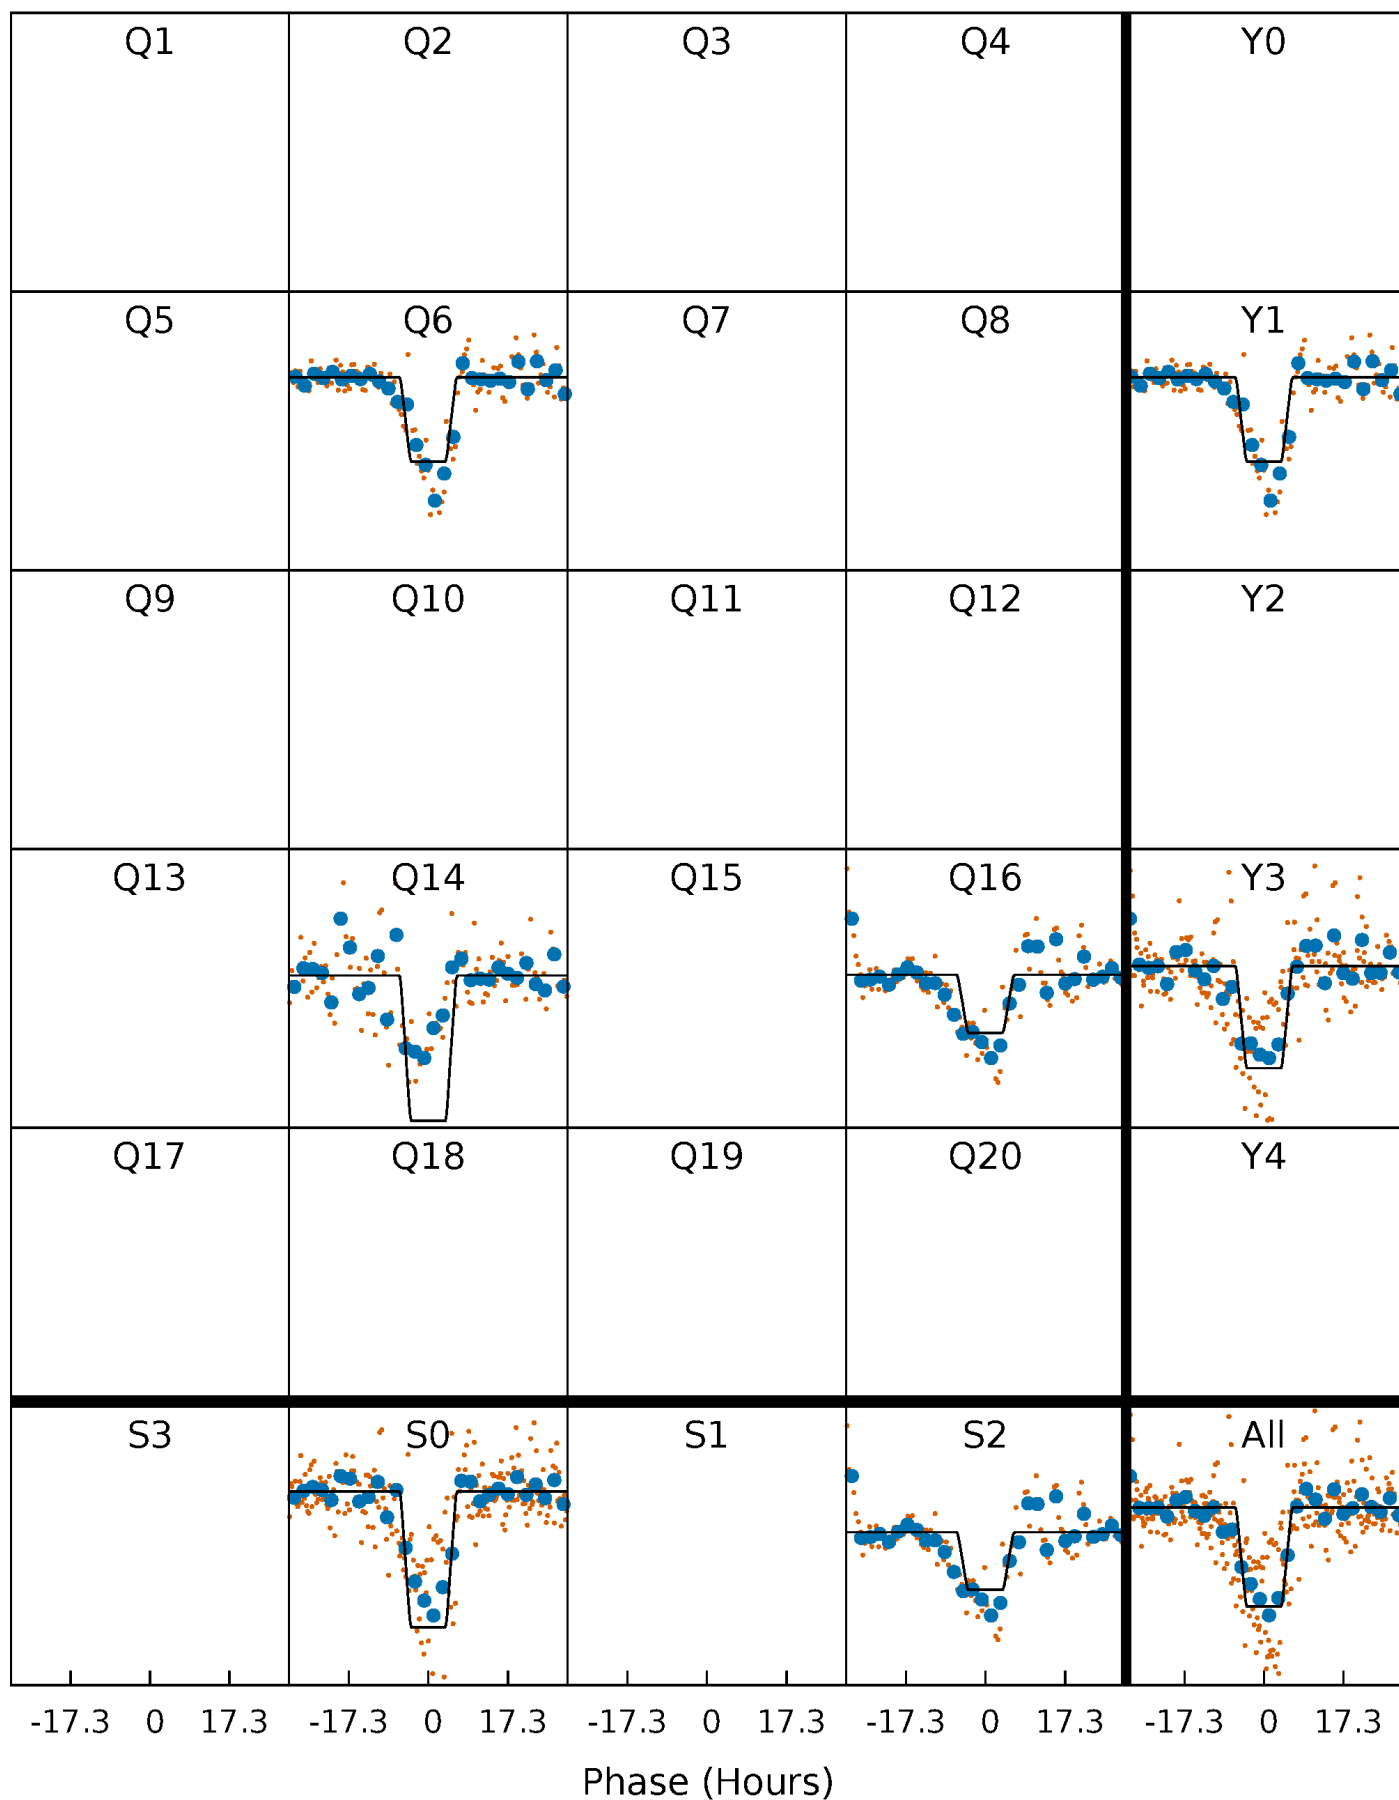 Q1 Q2 Q3 Q4 Y0
Q5 Q6 Q7 Q8 Y1
Q9 Q10 Q11 Q12 Y2
Q13 Q14 Q15 Q16 Y3
Q17 Q18 Q19 Q20 Y4
S3 S0 S1 S2 All
-17.3 0 17.3 -17.3 0 17.3 -17.3 0 17.3 -17.3 0 17.3 -17.3 0 17.3
Phase (Hours)